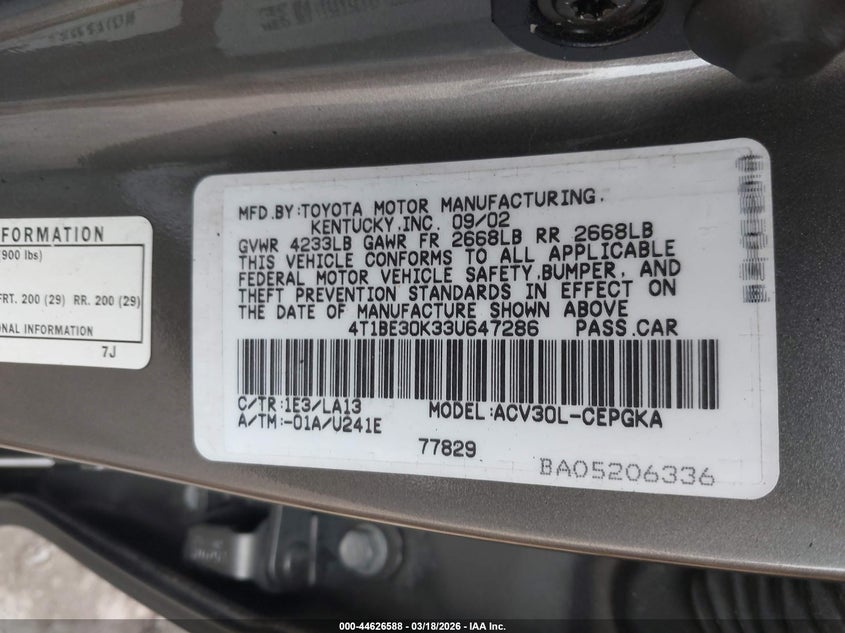 MFD.BY:TOYOTA MOTOR MANUFACTURING.
KENTUCKY,INC. 09/02
GVWR 4233LB GAWR FR 2668LB RR 2668LB
THIS VEHICLE CONFORMS TO ALL APPLICABLE
FEDERAL MOTOR VEHICLE SAFETY,BUMPER, AND
THEFT PREVENTION STANDARDS IN EFFECT ON
THE DATE OF MANUFACTURE SHOWN ABOVE
4T1BE30K33U647286 PASS.CAR
C/TR:1E3/LA13 MODEL:ACV30L-CEPGKA
A/TM:-01A/U241E
77829
BA05206336
FORMATION
(900 lbs)
FRT. 200 (29) RR. 200 (29)
ONAL INFORMATION
7J
000-44626588 — 03/18/2026 — IAA Inc.